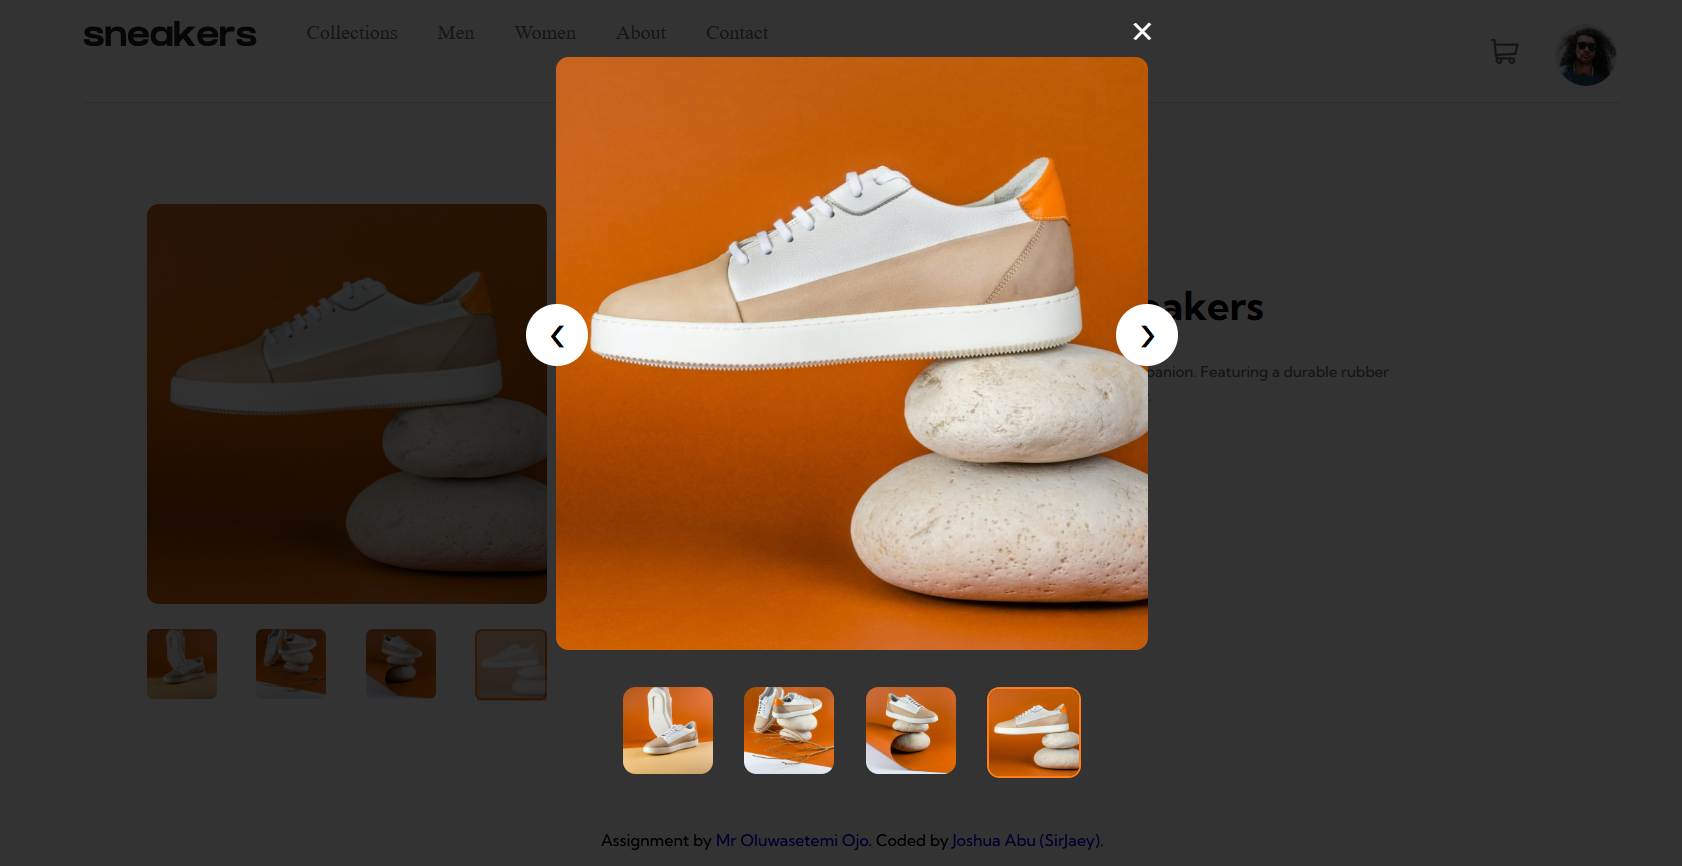 sneakers
Collections Men Women About Contact
akers
panion. Featuring a durable rubber
Assignment by Mr Oluwasetemi Ojo. Coded by Joshua Abu (SirJaey).